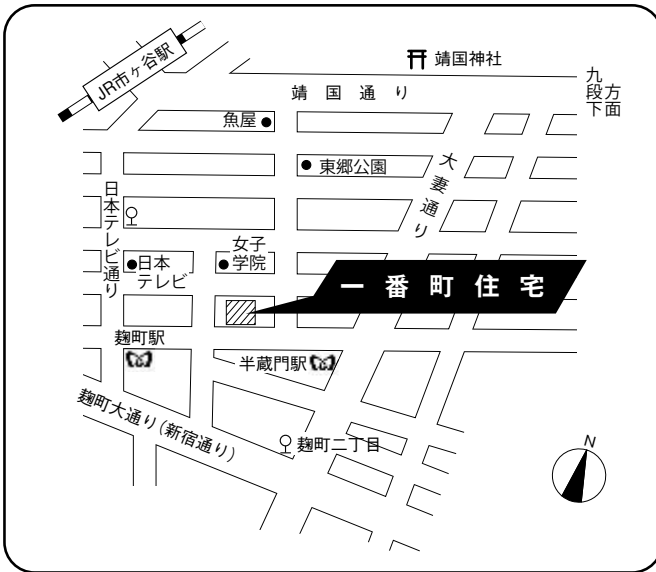 靖国神社
JR市ヶ谷駅
靖国通り
九段下
方面
魚屋
東郷公園
大妻通り
日本テレビ通り
女子
学院
日本
テレビ
一番町住宅
麹町駅
半蔵門駅
麹町大通り(新宿通り)
麹町二丁目
N